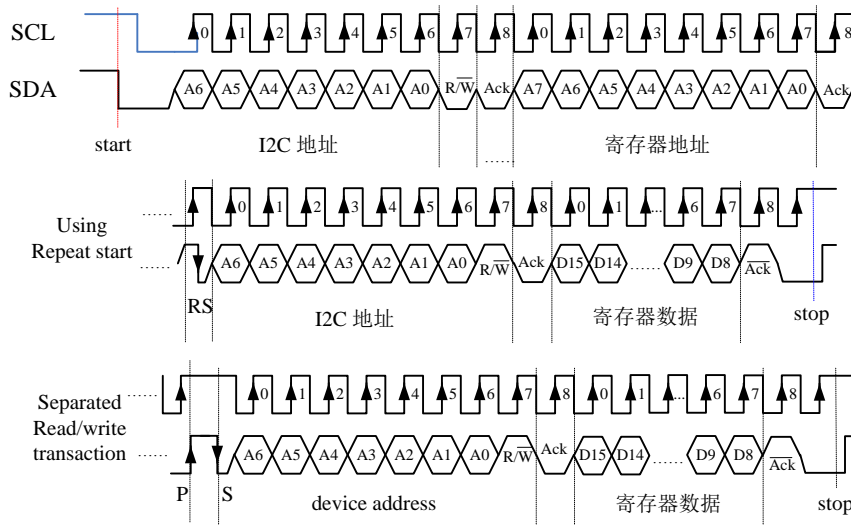 SCL 0 1 2 3 4 5 6 7 8 0 1 2 3 4 5 6 7 8
SDA A6 A5 A4 A3 A2 A1 A0 R/W̅ Ack A7 A6 A5 A4 A3 A2 A1 A0 Ack
start I2C 地址 ...... 寄存器地址
...... 0 1 2 3 4 5 6 7 8 0 1 ... 6 7 8
Using
Repeat start
...... A6 A5 A4 A3 A2 A1 A0 R/W̅ Ack D15 D14 ...... D9 D8 A̅c̅k̅
RS I2C 地址 寄存器数据 stop
...... 0 1 2 3 4 5 6 7 8 0 1 ... 6 7 8
Separated
Read/write
transaction
...... A6 A5 A4 A3 A2 A1 A0 R/W̅ Ack D15 D14 ...... D9 D8 A̅c̅k̅
P S device address 寄存器数据 stop